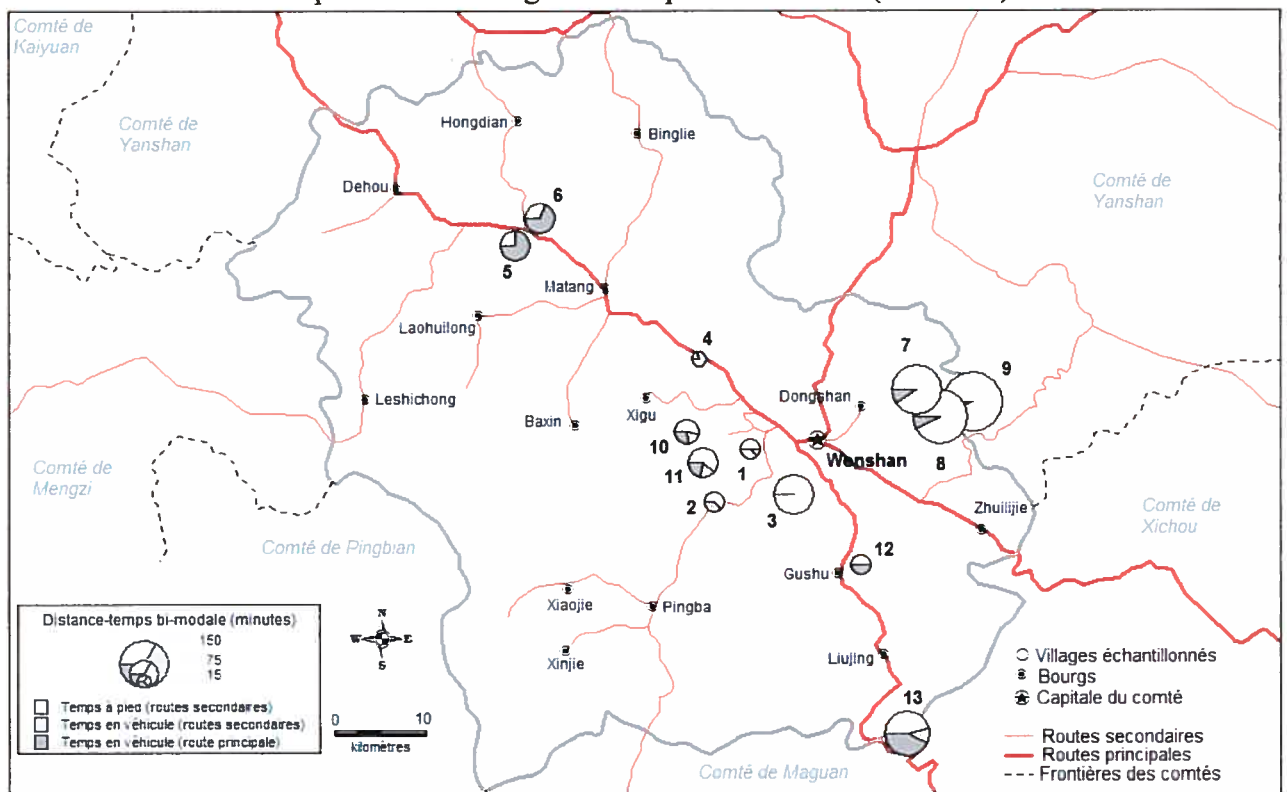 Comté de
Kaiyuan
Comté de
Yanshan
Hongdian
Binglie
Dehou
Comté de
Yanshan
6
5
Matang
Laohuilong
4
7
9
Leshichong
Xigu
Dongshan
Baxin
10
Comté de
Mengzi
11
1
Wenshan
8
2
3
Zhuilijie
Comté de
Xichou
Comté de Pingbian
12
Gushu
Xiaojie
Pingba
Xinjie
Liujing
13
Comté de Maguan
Distance-temps bi-modale (minutes)
150
75
15
Temps à pied (routes secondaires)
Temps en véhicule (routes secondaires)
Temps en véhicule (route principale)
N
W E
S
0 10
kilomètres
Villages échantillonnés
Bourgs
Capitale du comté
Routes secondaires
Routes principales
Frontières des comtés